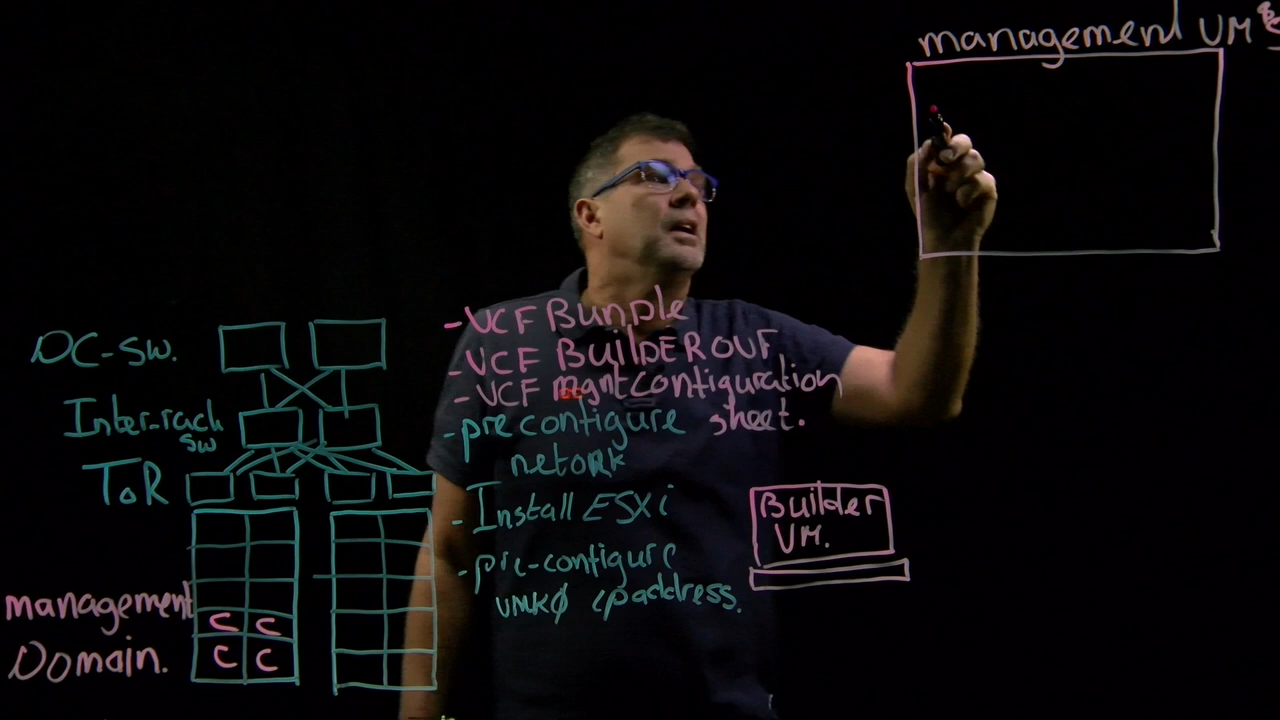 management VMs
- VCF BUNDLE
- VCF BUilDER OVF
- VCF mgnt Configuration
sheet.
- pre configure
network
- Install ESXi
- pre-configure
VMK0 ipaddress.
DC-SW.
Inter-rack
SW
ToR
management
Domain.
C C
C C
Builder
VM.